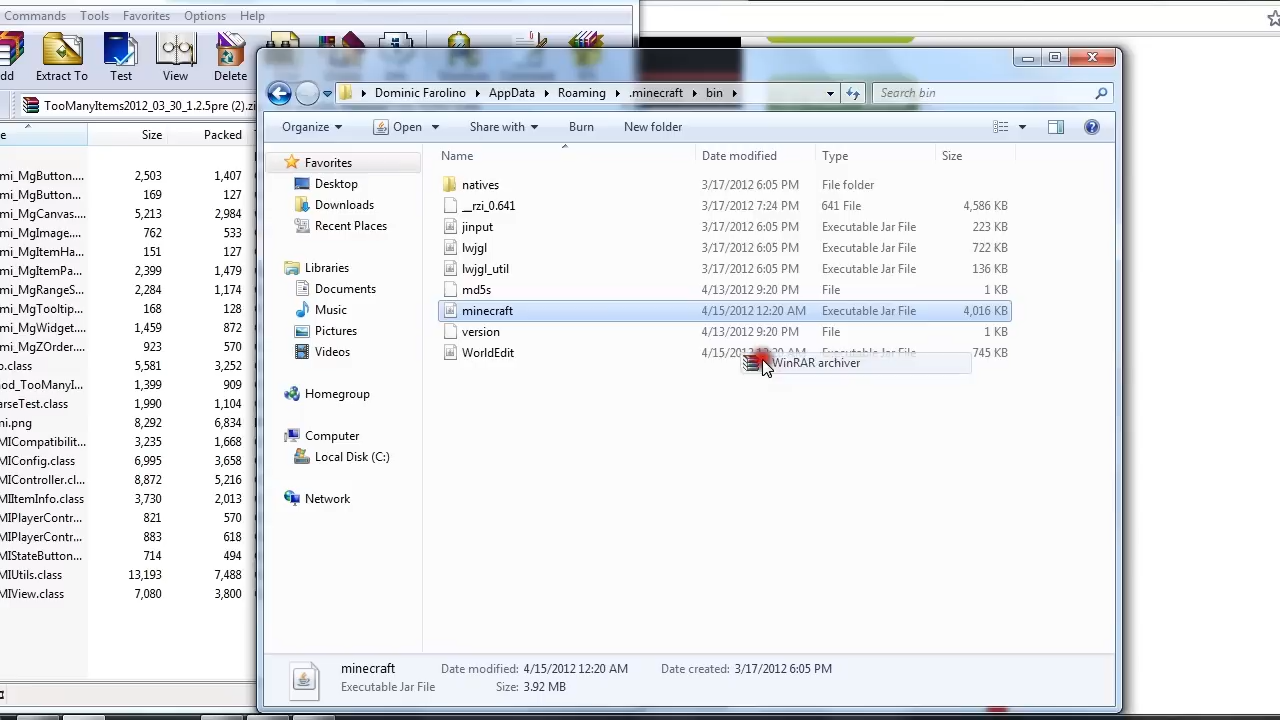 Commands Tools Favorites Options Help
Extract To Test View Delete
TooManyItems2012_03_30_1.2.5pre (2).zi
Size Packed
mi_MgButton... 2,503 1,407
mi_MgButton... 169 127
mi_MgCanvas... 5,213 2,984
mi_MgImage... 762 533
mi_MgItemHa... 151 127
mi_MgItemPa... 2,399 1,479
mi_MgRangeS... 2,284 1,174
mi_MgTooltip... 168 128
mi_MgWidget... 1,459 872
mi_MgZOrder... 923 570
p.class 5,581 3,252
od_TooManyI... 1,399 909
arseTest.class 1,990 1,104
mi.png 8,292 6,834
MICompatibilit... 3,235 1,668
MIConfig.class 6,995 3,658
MIController.cl... 8,872 5,216
MIItemInfo.class 3,730 2,013
MIPlayerContr... 821 570
MIPlayerContr... 883 618
MIStateButton... 714 494
MIUtils.class 13,193 7,488
MIView.class 7,080 3,800
Dominic Farolino AppData Roaming .minecraft bin
Search bin
Organize Open Share with Burn New folder
Favorites
Desktop
Downloads
Recent Places
Libraries
Documents
Music
Pictures
Videos
Homegroup
Computer
Local Disk (C:)
Network
Name Date modified Type Size
natives 3/17/2012 6:05 PM File folder
__rzi_0.641 3/17/2012 7:24 PM 641 File 4,586 KB
jinput 3/17/2012 6:05 PM Executable Jar File 223 KB
lwjgl 3/17/2012 6:05 PM Executable Jar File 722 KB
lwjgl_util 3/17/2012 6:05 PM Executable Jar File 136 KB
md5s 4/13/2012 9:20 PM File 1 KB
minecraft 4/15/2012 12:20 AM Executable Jar File 4,016 KB
version 4/13/2012 9:20 PM File 1 KB
WorldEdit Executable Jar File 745 KB
WinRAR archiver
minecraft Date modified: 4/15/2012 12:20 AM Date created: 3/17/2012 6:05 PM
Executable Jar File Size: 3.92 MB